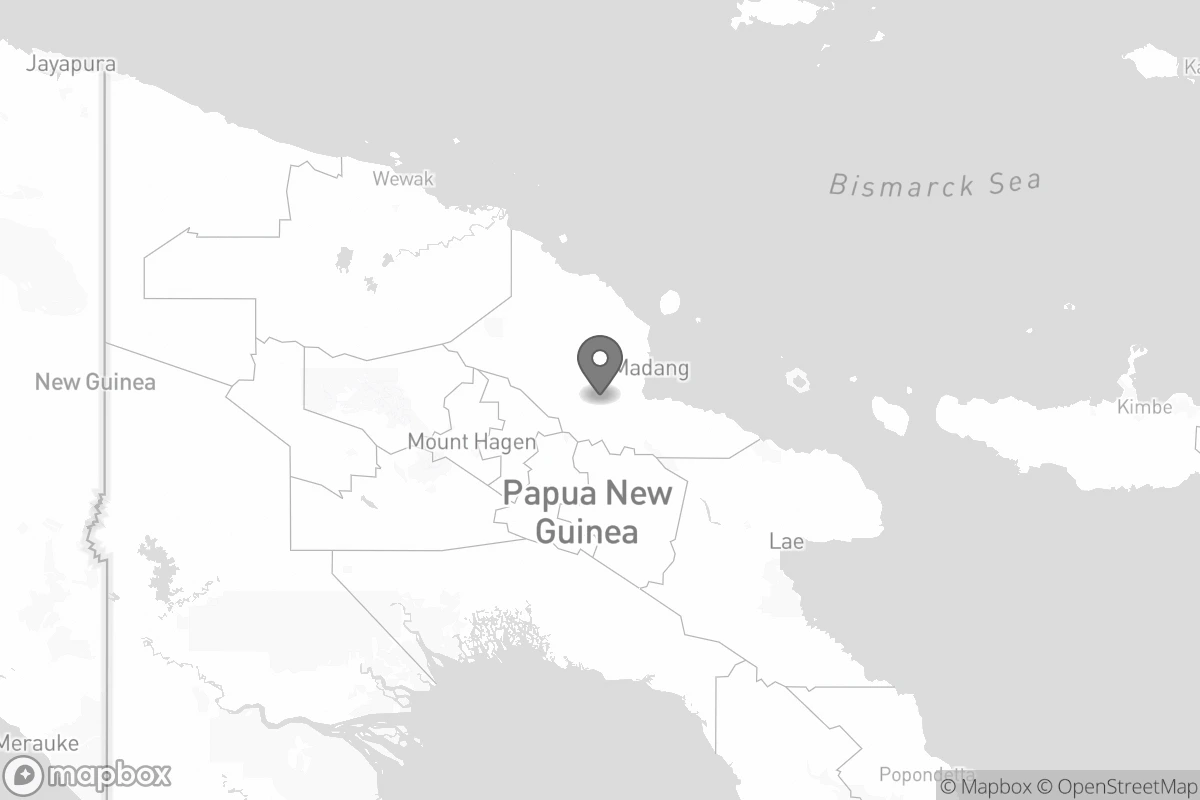 Jayapura
Ka
Bismarck Sea
Wewak
Madang
New Guinea
Kimbe
Mount Hagen
Papua New
Guinea
Lae
Merauke
Popondetta
mapbox
© Mapbox © OpenStreetMap